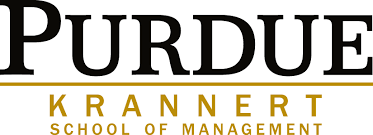 PURDUE
KRANNERT
SCHOOL OF MANAGEMENT